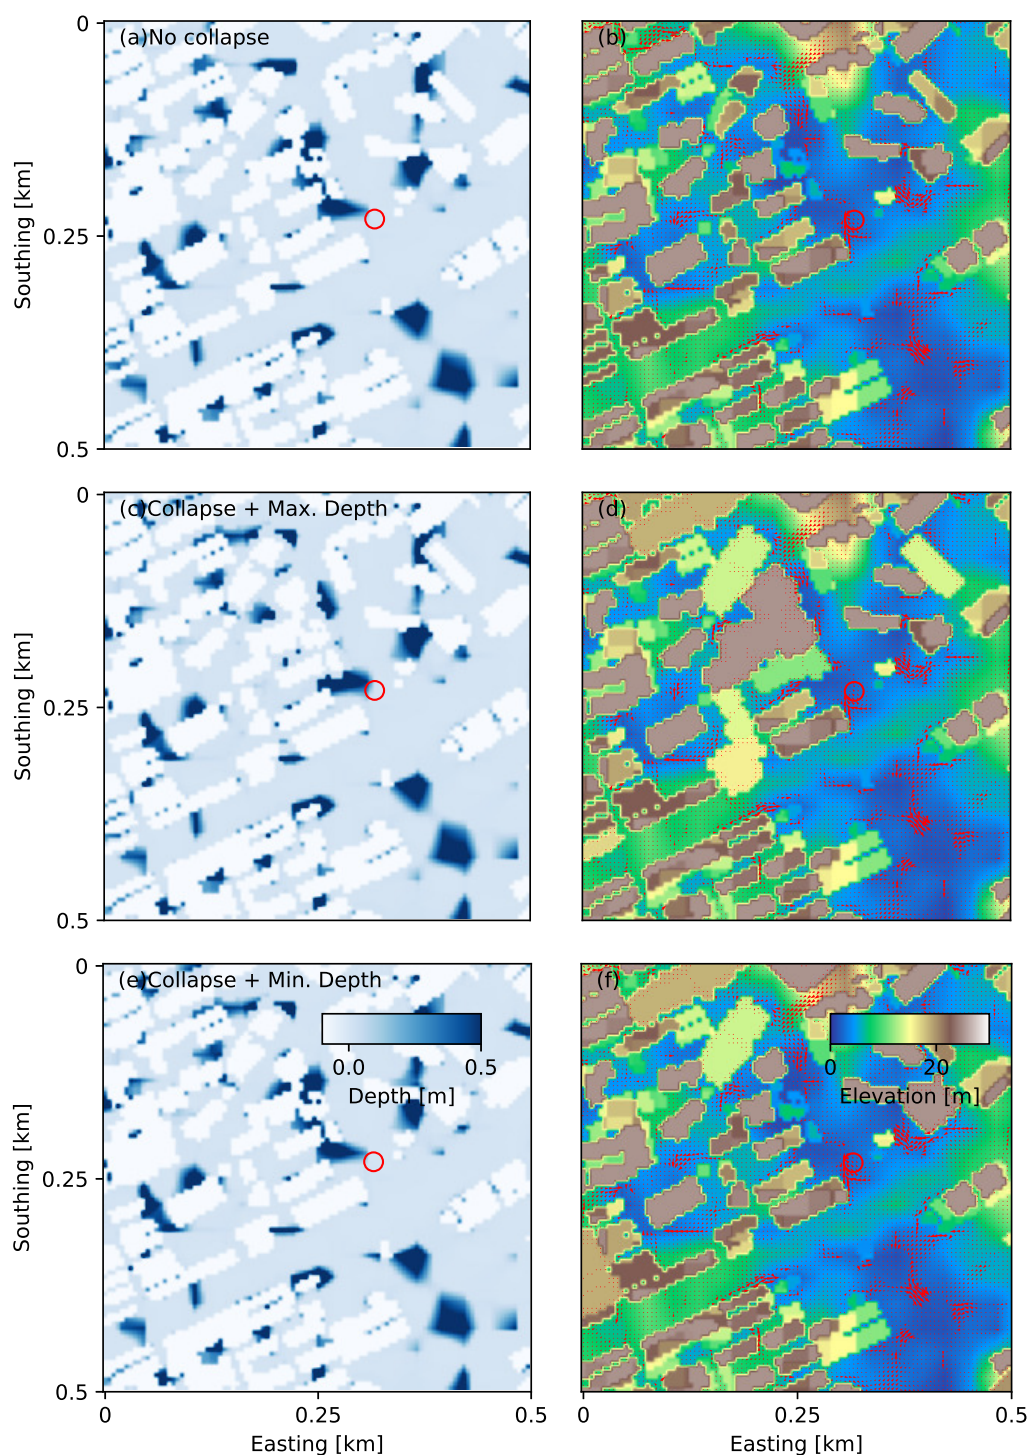 (a)No collapse
(b)
0
0.25
0.5
Southing [km]
(c)Collapse + Max. Depth
(d)
0
0.25
0.5
Southing [km]
(e)Collapse + Min. Depth
(f)
0.0
0.5
Depth [m]
0
20
Elevation [m]
0
0.25
0.5
Southing [km]
0
0.25
0.5
0
0.25
0.5
Easting [km]
Easting [km]